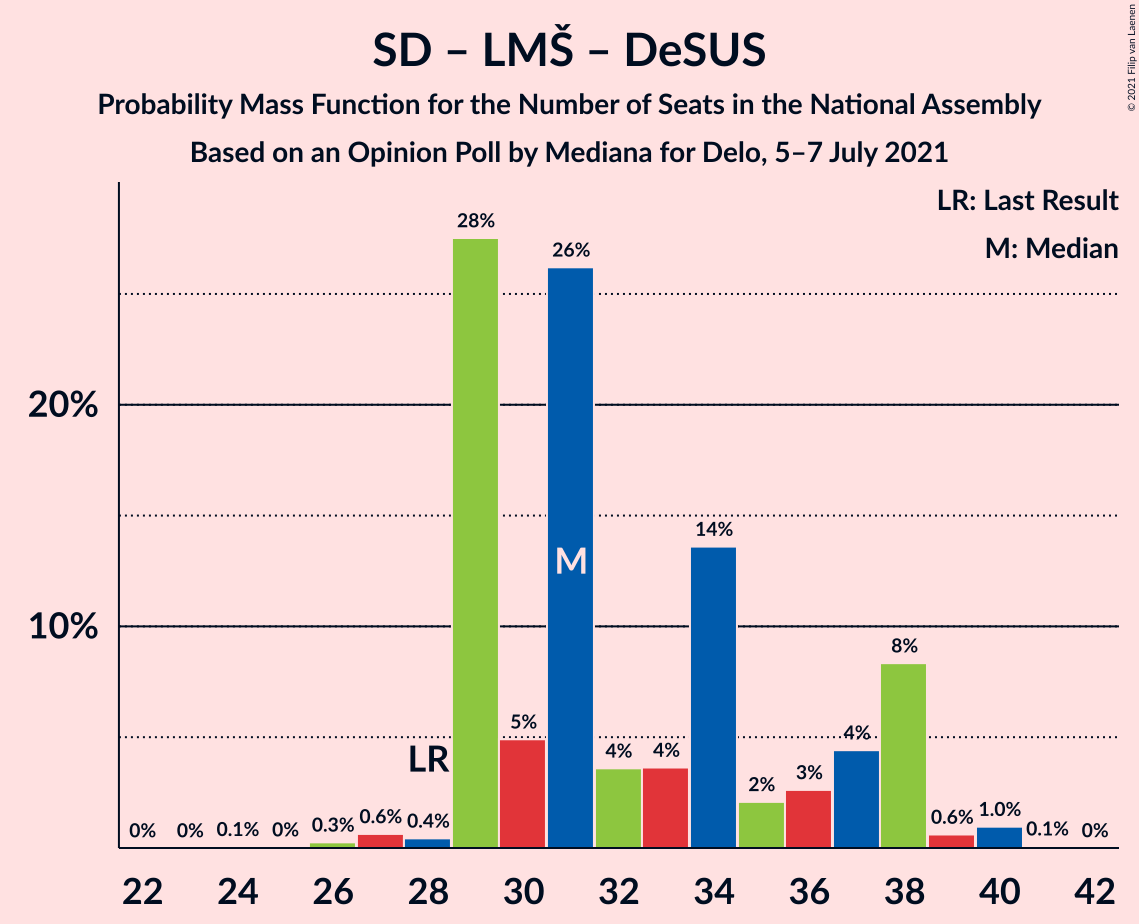 SD – LMŠ – DeSUS
Probability Mass Function for the Number of Seats in the National Assembly
Based on an Opinion Poll by Mediana for Delo, 5–7 July 2021
© 2021 Filip van Laenen
LR: Last Result
M: Median
28%
26%
20%
14%
M
10%
8%
5%
4%
4%
4%
LR
3%
2%
0%
0%
0.1%
0%
0.3%
0.6%
0.4%
0.6%
1.0%
0.1%
0%
22 24 26 28 30 32 34 36 38 40 42